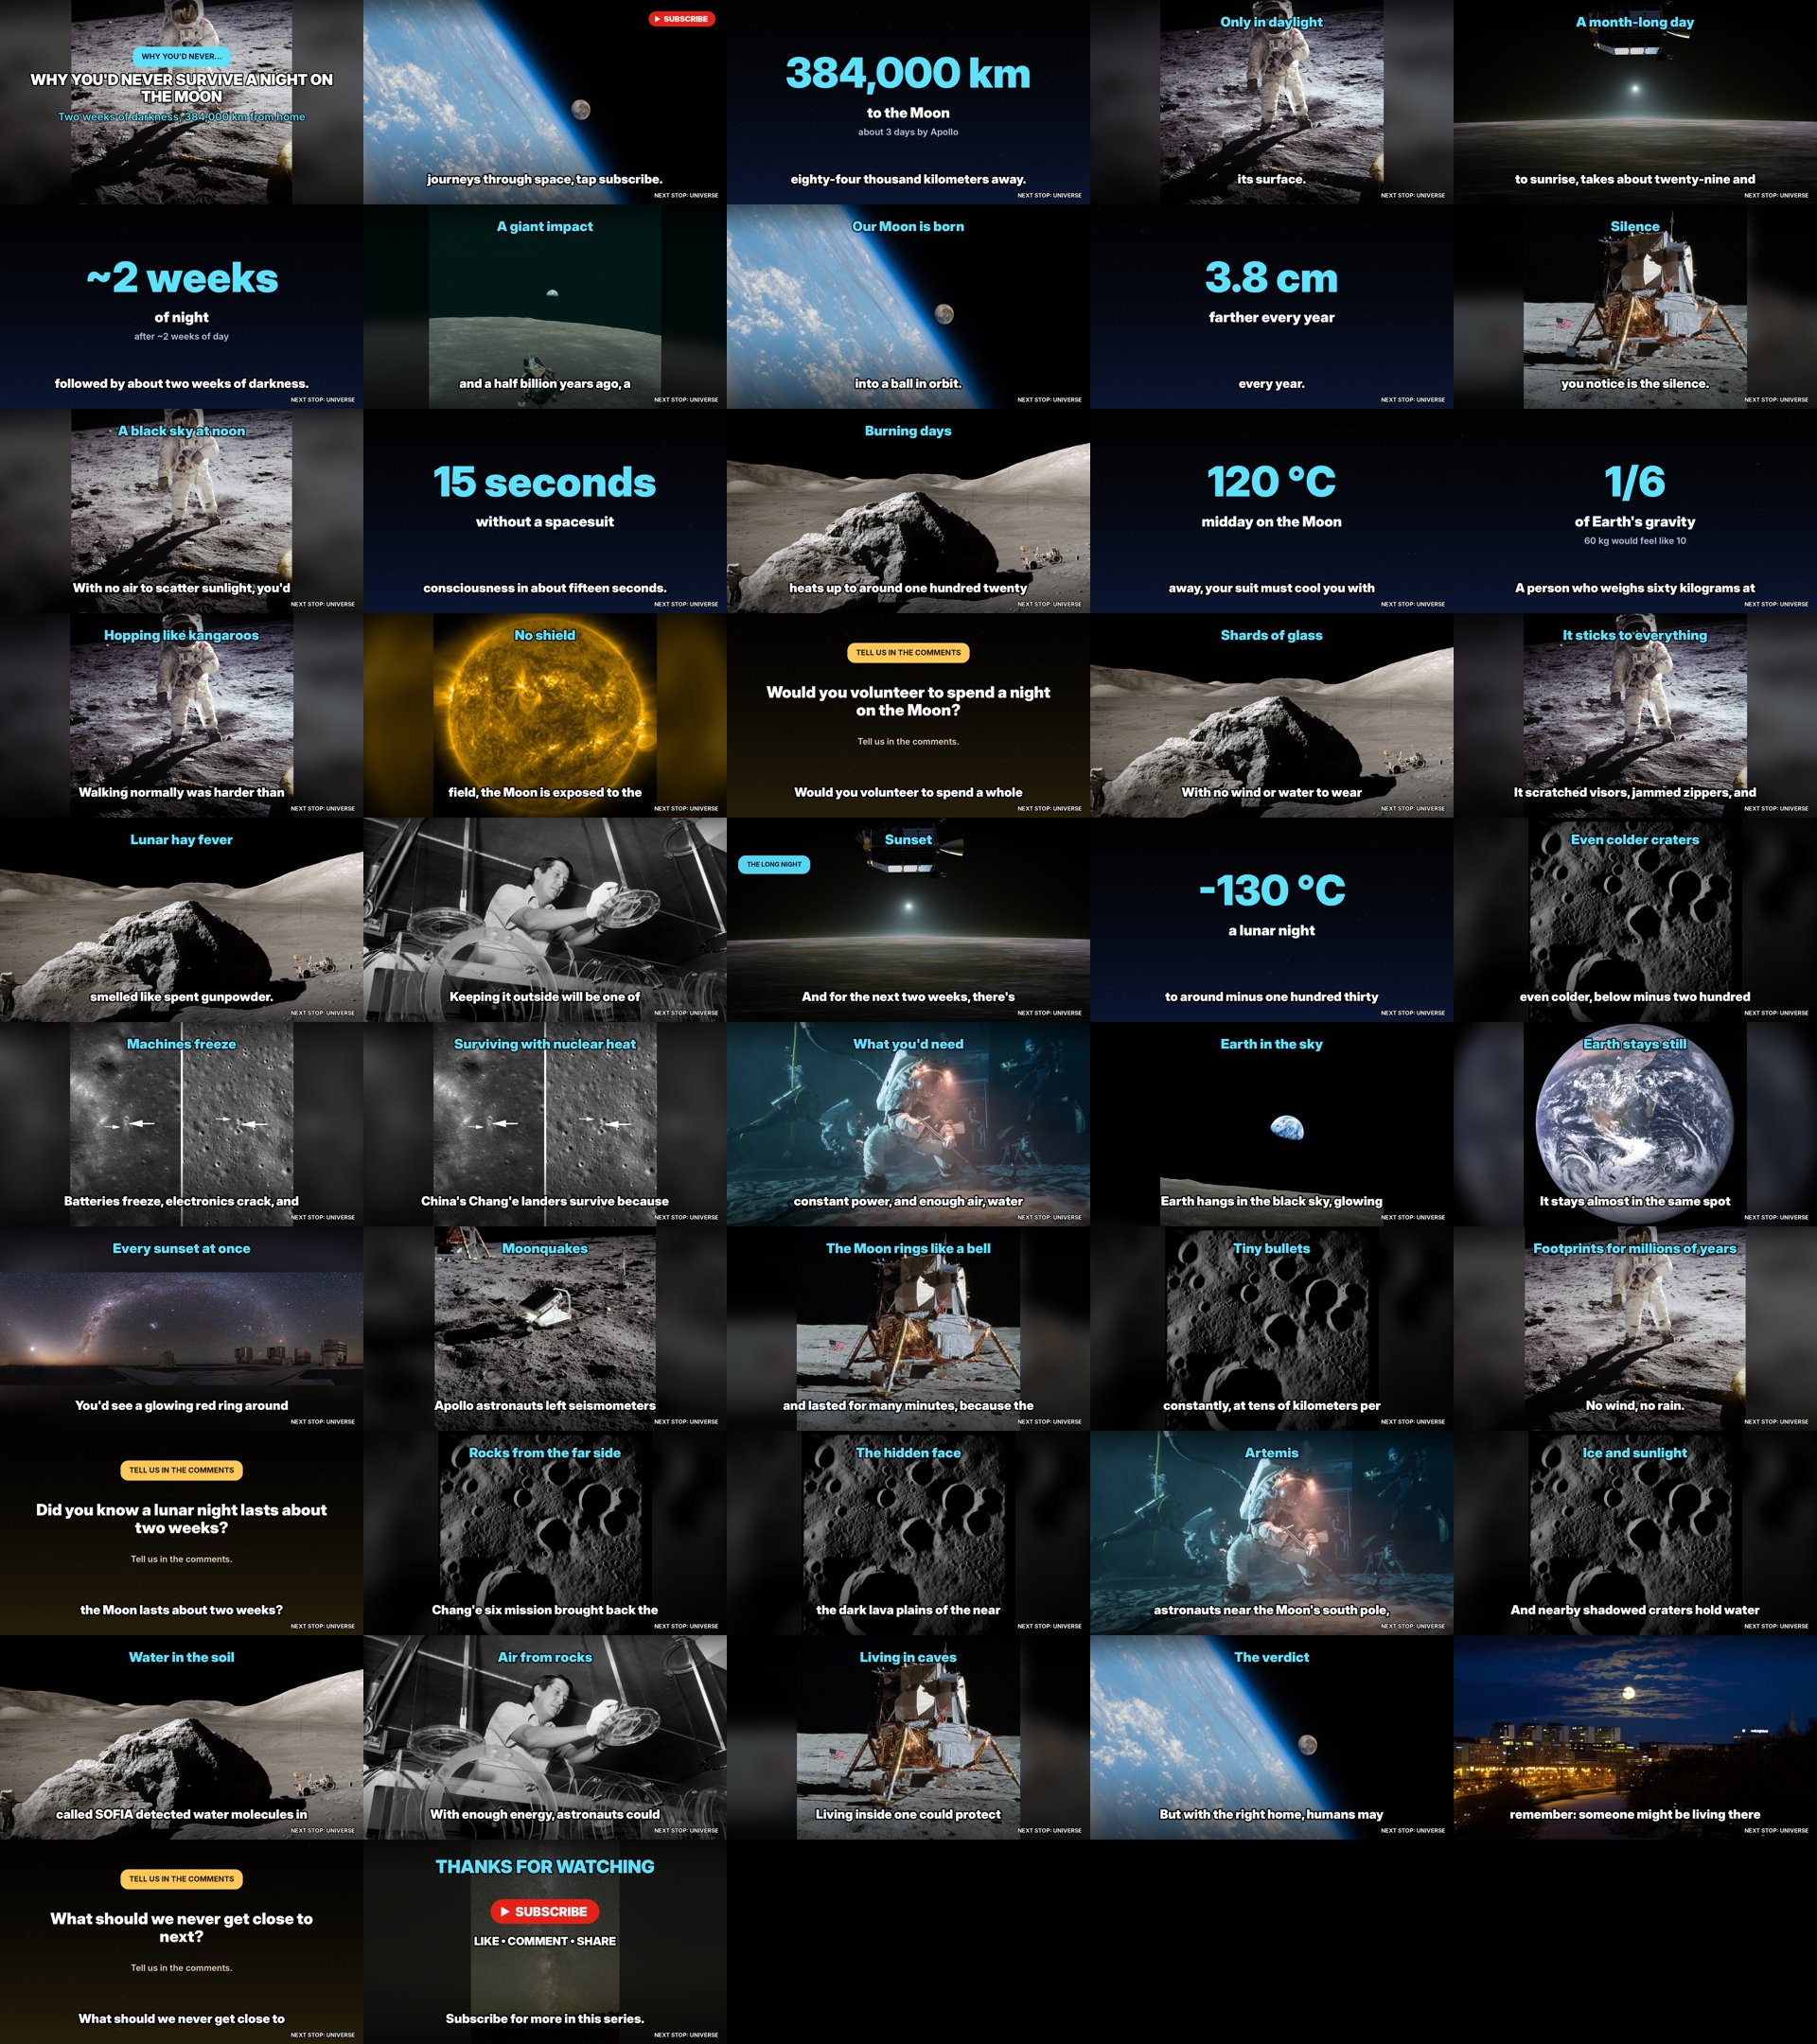 WHY YOU'D NEVER...
WHY YOU'D NEVER SURVIVE A NIGHT ON
THE MOON
Two weeks of darkness, 384,000 km from home
SUBSCRIBE
journeys through space, tap subscribe.
NEXT STOP: UNIVERSE
384,000 km
to the Moon
about 3 days by Apollo
eighty-four thousand kilometers away.
NEXT STOP: UNIVERSE
Only in daylight
its surface.
NEXT STOP: UNIVERSE
A month-long day
to sunrise, takes about twenty-nine and
NEXT STOP: UNIVERSE
~2 weeks
of night
after ~2 weeks of day
followed by about two weeks of darkness.
NEXT STOP: UNIVERSE
A giant impact
and a half billion years ago, a
NEXT STOP: UNIVERSE
Our Moon is born
into a ball in orbit.
NEXT STOP: UNIVERSE
3.8 cm
farther every year
every year.
NEXT STOP: UNIVERSE
Silence
you notice is the silence.
NEXT STOP: UNIVERSE
A black sky at noon
With no air to scatter sunlight, you'd
NEXT STOP: UNIVERSE
15 seconds
without a spacesuit
consciousness in about fifteen seconds.
NEXT STOP: UNIVERSE
Burning days
heats up to around one hundred twenty
NEXT STOP: UNIVERSE
120 °C
midday on the Moon
away, your suit must cool you with
NEXT STOP: UNIVERSE
1/6
of Earth's gravity
60 kg would feel like 10
A person who weighs sixty kilograms at
NEXT STOP: UNIVERSE
Hopping like kangaroos
Walking normally was harder than
NEXT STOP: UNIVERSE
No shield
field, the Moon is exposed to the
NEXT STOP: UNIVERSE
TELL US IN THE COMMENTS
Would you volunteer to spend a night
on the Moon?
Tell us in the comments.
Would you volunteer to spend a whole
NEXT STOP: UNIVERSE
Shards of glass
With no wind or water to wear
NEXT STOP: UNIVERSE
It sticks to everything
It scratched visors, jammed zippers, and
NEXT STOP: UNIVERSE
Lunar hay fever
smelled like spent gunpowder.
NEXT STOP: UNIVERSE
Keeping it outside will be one of
NEXT STOP: UNIVERSE
Sunset
THE LONG NIGHT
And for the next two weeks, there's
NEXT STOP: UNIVERSE
-130 °C
a lunar night
to around minus one hundred thirty
NEXT STOP: UNIVERSE
Even colder craters
even colder, below minus two hundred
NEXT STOP: UNIVERSE
Machines freeze
Batteries freeze, electronics crack, and
NEXT STOP: UNIVERSE
Surviving with nuclear heat
China's Chang'e landers survive because
NEXT STOP: UNIVERSE
What you'd need
constant power, and enough air, water
NEXT STOP: UNIVERSE
Earth in the sky
Earth hangs in the black sky, glowing
NEXT STOP: UNIVERSE
Earth stays still
It stays almost in the same spot
NEXT STOP: UNIVERSE
Every sunset at once
You'd see a glowing red ring around
NEXT STOP: UNIVERSE
Moonquakes
Apollo astronauts left seismometers
NEXT STOP: UNIVERSE
The Moon rings like a bell
and lasted for many minutes, because the
NEXT STOP: UNIVERSE
Tiny bullets
constantly, at tens of kilometers per
NEXT STOP: UNIVERSE
Footprints for millions of years
No wind, no rain.
NEXT STOP: UNIVERSE
TELL US IN THE COMMENTS
Did you know a lunar night lasts about
two weeks?
Tell us in the comments.
the Moon lasts about two weeks?
NEXT STOP: UNIVERSE
Rocks from the far side
Chang'e six mission brought back the
NEXT STOP: UNIVERSE
The hidden face
the dark lava plains of the near
NEXT STOP: UNIVERSE
Artemis
astronauts near the Moon's south pole,
NEXT STOP: UNIVERSE
Ice and sunlight
And nearby shadowed craters hold water
NEXT STOP: UNIVERSE
Water in the soil
called SOFIA detected water molecules in
NEXT STOP: UNIVERSE
Air from rocks
With enough energy, astronauts could
NEXT STOP: UNIVERSE
Living in caves
Living inside one could protect
NEXT STOP: UNIVERSE
The verdict
But with the right home, humans may
NEXT STOP: UNIVERSE
remember: someone might be living there
NEXT STOP: UNIVERSE
TELL US IN THE COMMENTS
What should we never get close to
next?
Tell us in the comments.
What should we never get close to
NEXT STOP: UNIVERSE
THANKS FOR WATCHING
SUBSCRIBE
LIKE • COMMENT • SHARE
Subscribe for more in this series.
NEXT STOP: UNIVERSE